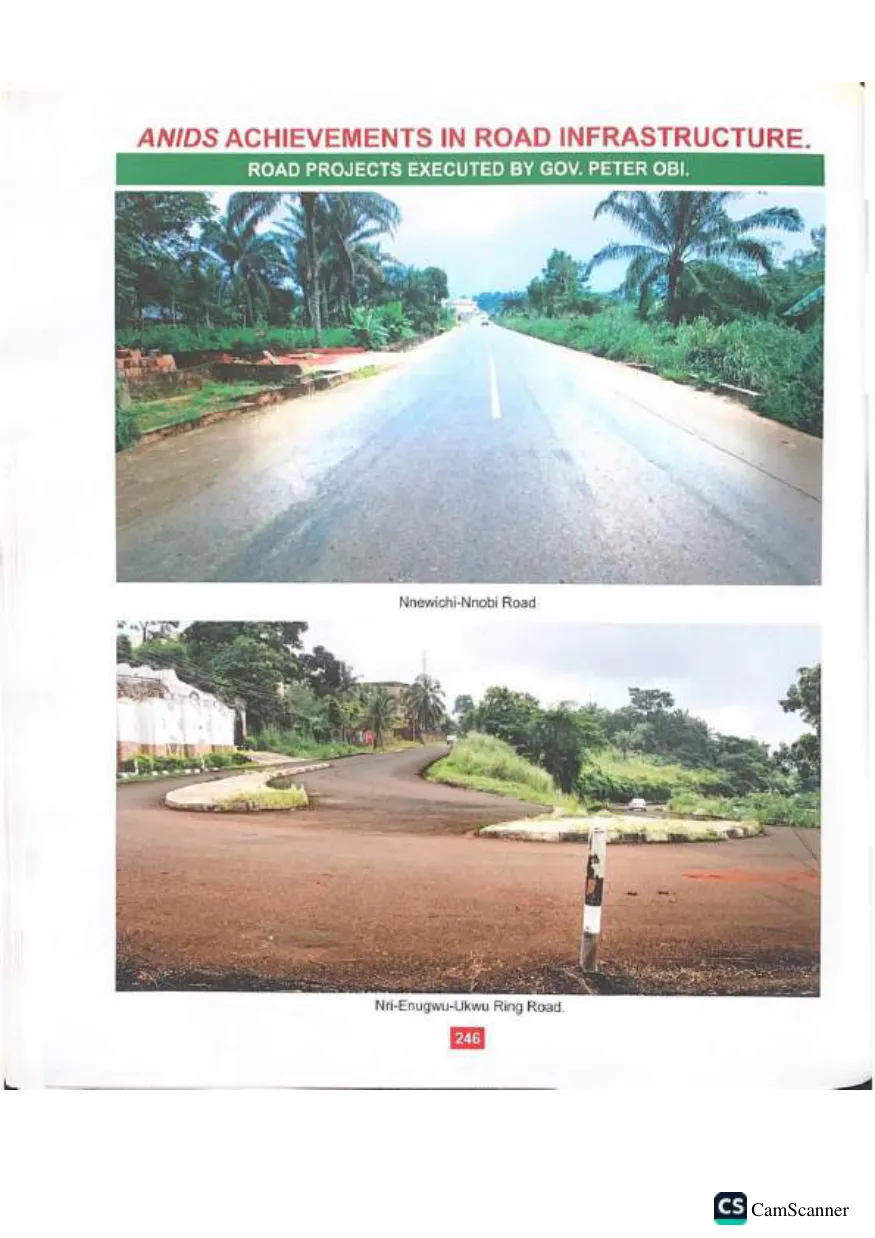 ANIDS ACHIEVEMENTS IN ROAD INFRASTRUCTURE.
ROAD PROJECTS EXECUTED BY GOV. PETER OBI.
Nnewichi-Nnobi Road
Nri-Enugwu-Ukwu Ring Road.
246
CS CamScanner